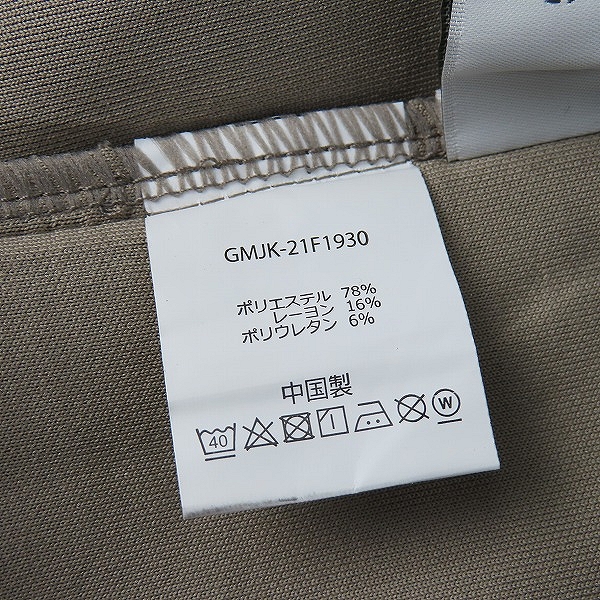 GMJK-21F1930
ポリエステル 78%
レーヨン 16%
ポリウレタン 6%
中国製
40
W